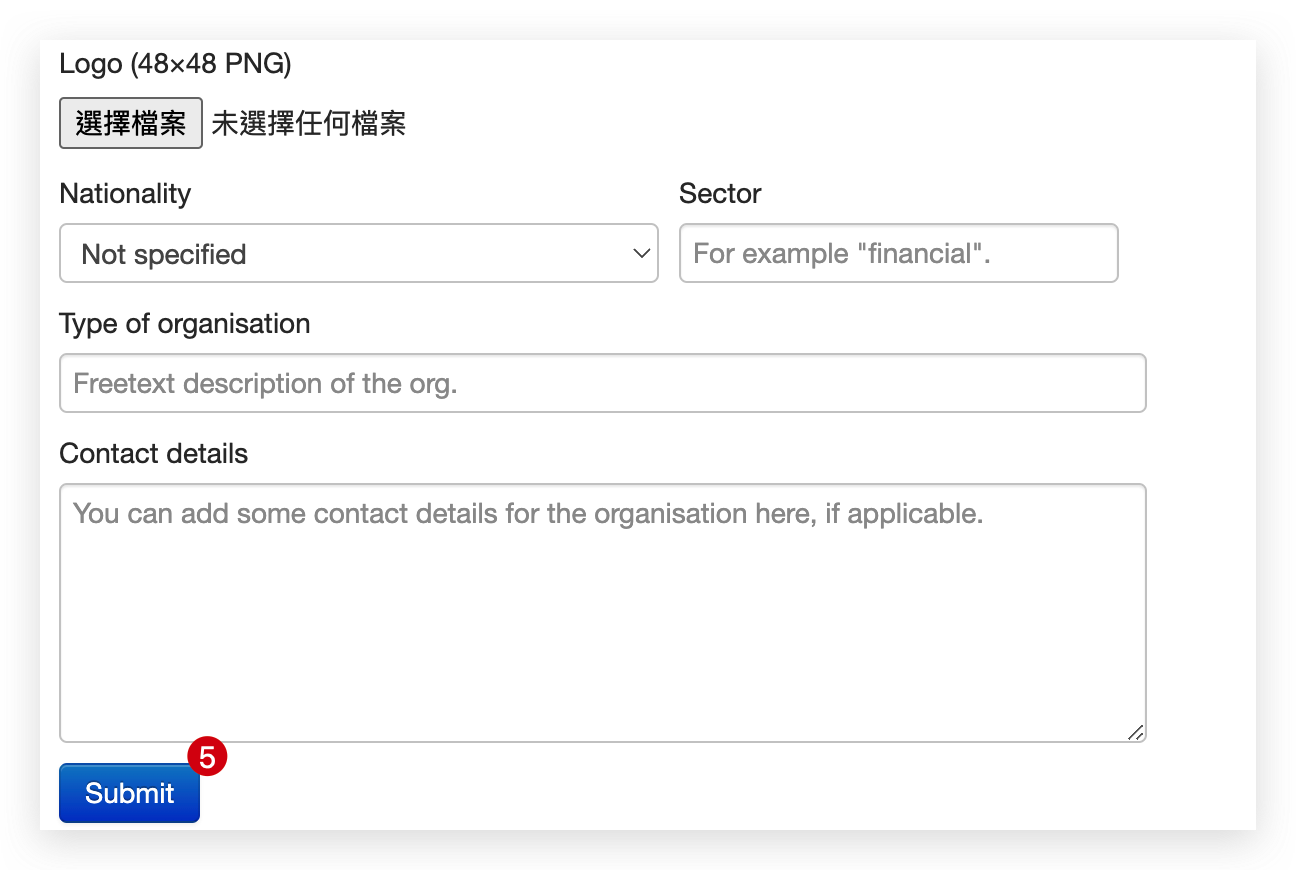 Logo (48×48 PNG)
選擇檔案 未選擇任何檔案
Nationality
Sector
Not specified
For example "financial".
Type of organisation
Freetext description of the org.
Contact details
You can add some contact details for the organisation here, if applicable.
5
Submit